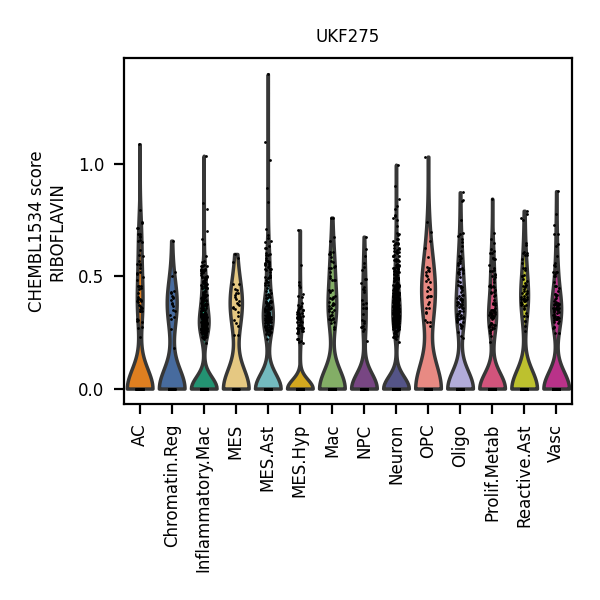 UKF275
CHEMBL1534 score
RIBOFLAVIN
1.0
0.5
0.0
AC
Chromatin.Reg
Inflammatory.Mac
MES
MES.Ast
MES.Hyp
Mac
NPC
Neuron
OPC
Oligo
Prolif.Metab
Reactive.Ast
Vasc